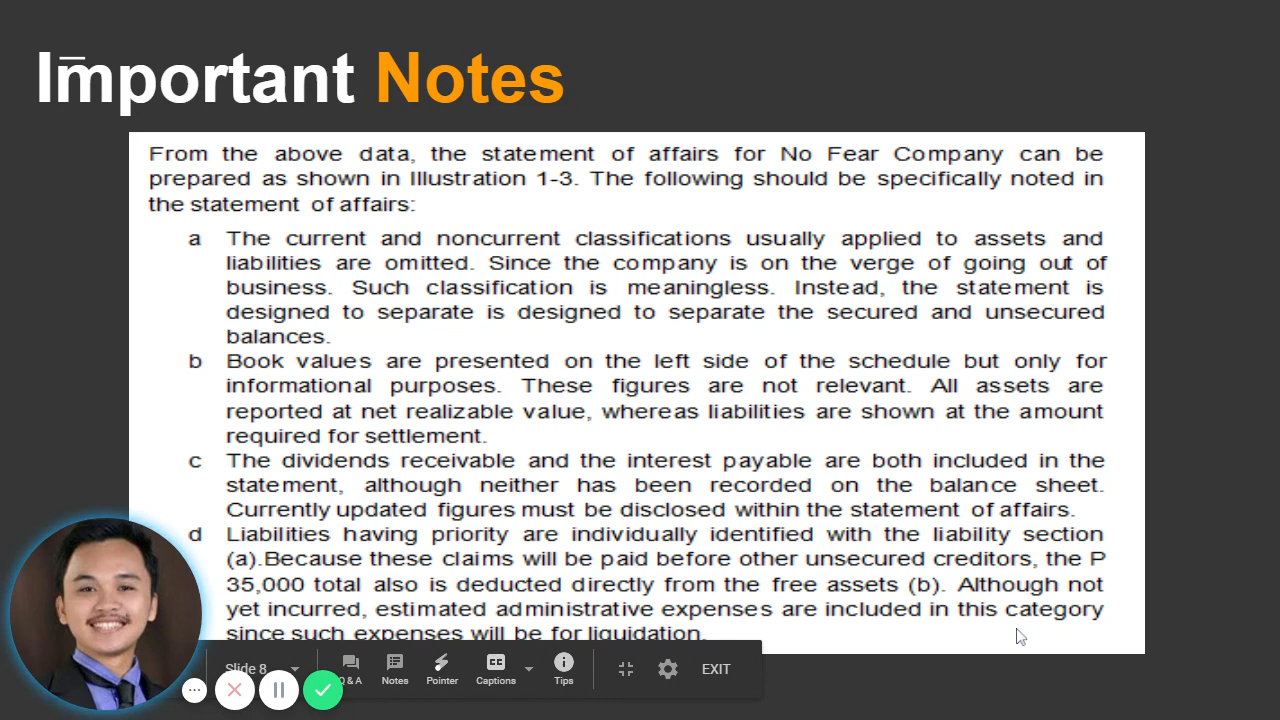 Important Notes
From the above data, the statement of affairs for No Fear Company can be
prepared as shown in Illustration 1-3. The following should be specifically noted in
the statement of affairs:
a The current and noncurrent classifications usually applied to assets and
liabilities are omitted. Since the company is on the verge of going out of
business. Such classification is meaningless. Instead, the statement is
designed to separate is designed to separate the secured and unsecured
balances.
b Book values are presented on the left side of the schedule but only for
informational purposes. These figures are not relevant. All assets are
reported at net realizable value, whereas liabilities are shown at the amount
required for settlement.
c The dividends receivable and the interest payable are both included in the
statement, although neither has been recorded on the balance sheet.
Currently updated figures must be disclosed within the statement of affairs.
d Liabilities having priority are individually identified with the liability section
(a).Because these claims will be paid before other unsecured creditors, the P
35,000 total also is deducted directly from the free assets (b). Although not
yet incurred, estimated administrative expenses are included in this category
since such expenses will be for liquidation.
Slide 8
Q & A
Notes
Pointer
Captions
Tips
EXIT